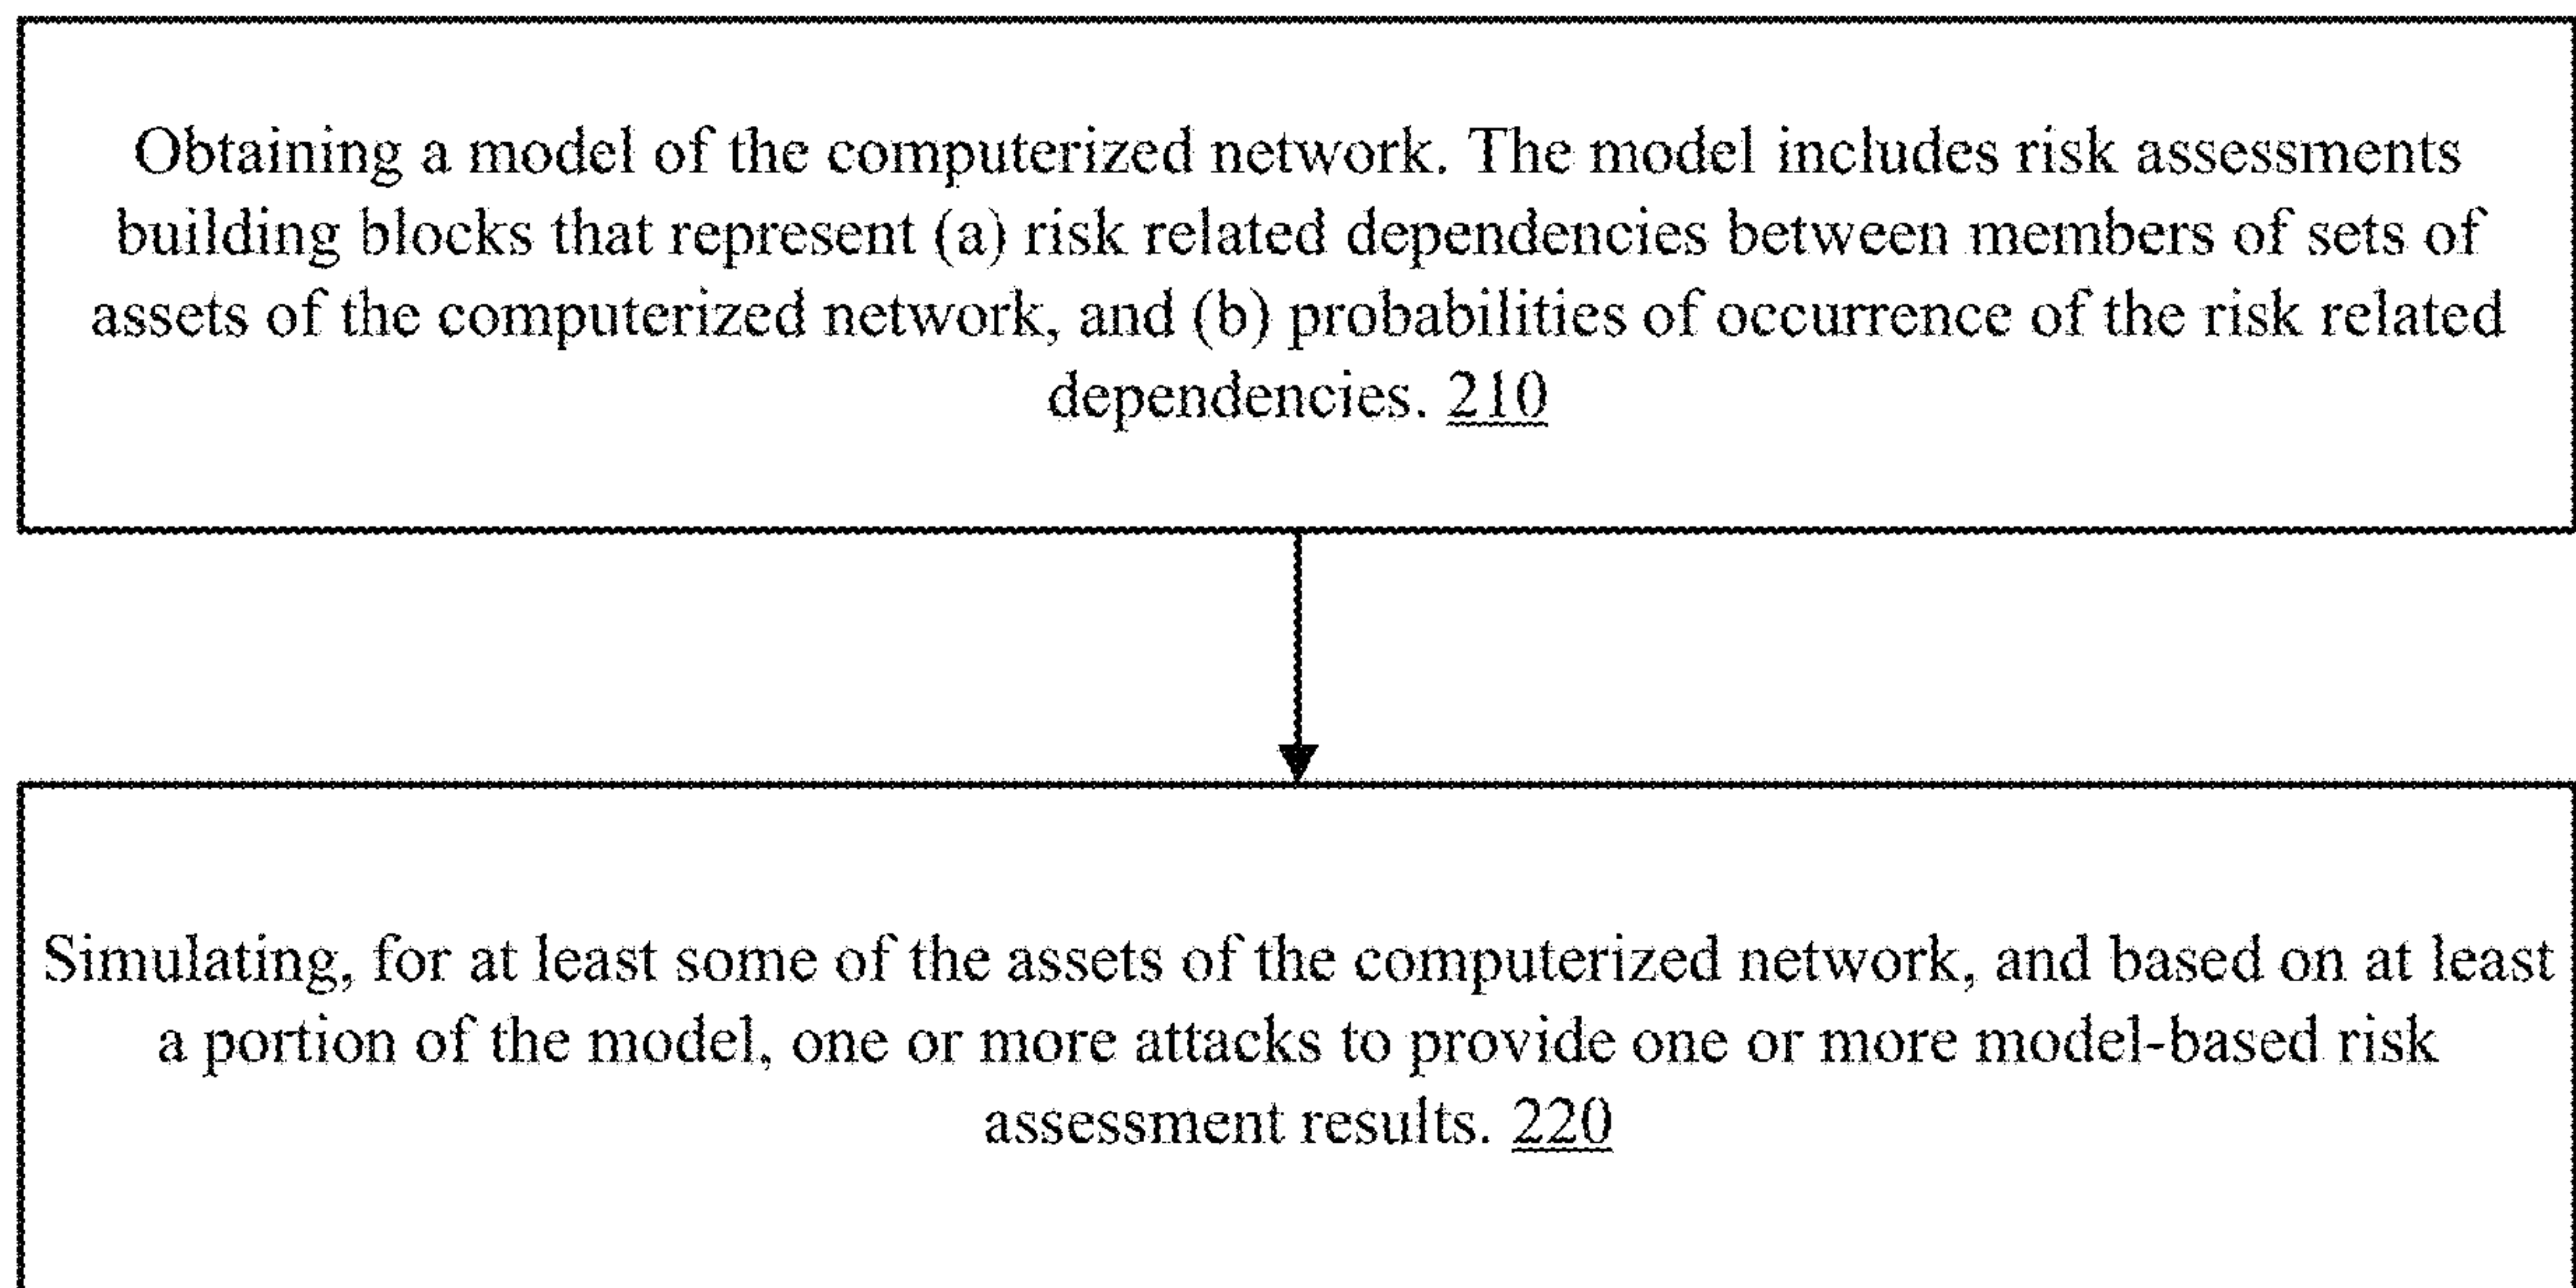 Obtaining a model of the computerized network. The model includes risk assessments
building blocks that represent (a) risk related dependencies between members of sets of
assets of the computerized network, and (b) probabilities of occurrence of the risk related
dependencies. 210
Simulating, for at least some of the assets of the computerized network, and based on at least
a portion of the model, one or more attacks to provide one or more model-based risk
assessment results. 220